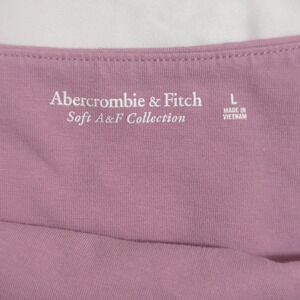 Abercrombie & Fitch
Soft A&F Collection
L
MADE IN
VIETNAM